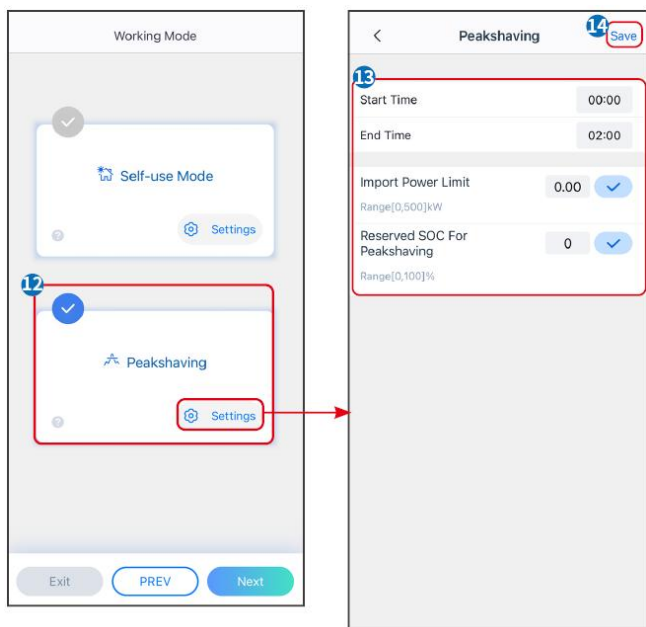 Working Mode
Self-use Mode
?
Settings
12
Peakshaving
?
Settings
Exit
PREV
Next
Peakshaving
14
Save
13
Start Time
00:00
End Time
02:00
Import Power Limit
0.00
Range[0,500]kW
Reserved SOC For
Peakshaving
0
Range[0,100]%